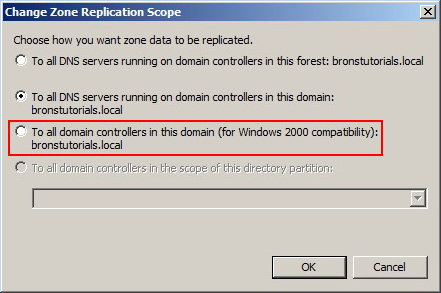 Change Zone Replication Scope
Choose how you want zone data to be replicated.
To all DNS servers running on domain controllers in this forest: bronstutorials.local
To all DNS servers running on domain controllers in this domain:
bronstutorials.local
To all domain controllers in this domain (for Windows 2000 compatibility):
bronstutorials.local
To all domain controllers in the scope of this directory partition:
OK
Cancel